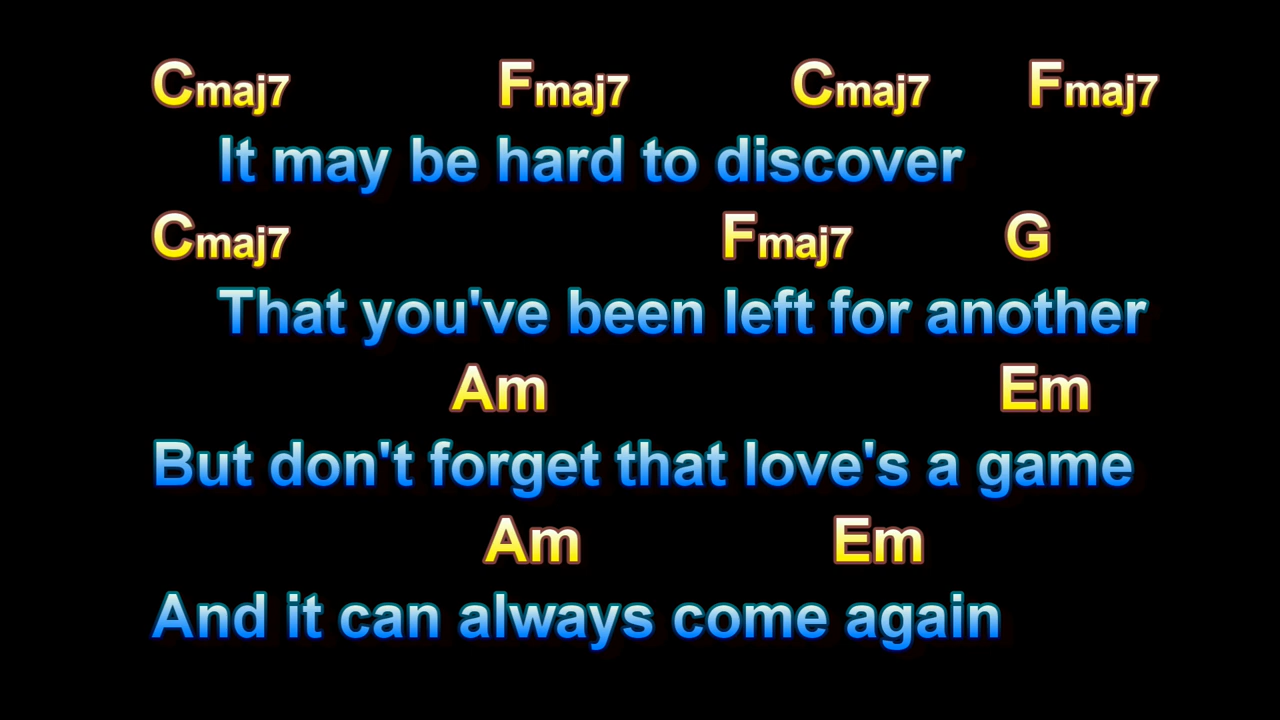 Cmaj7 Fmaj7 Cmaj7 Fmaj7
It may be hard to discover
Cmaj7 Fmaj7 G
That you've been left for another
Am Em
But don't forget that love's a game
Am Em
And it can always come again